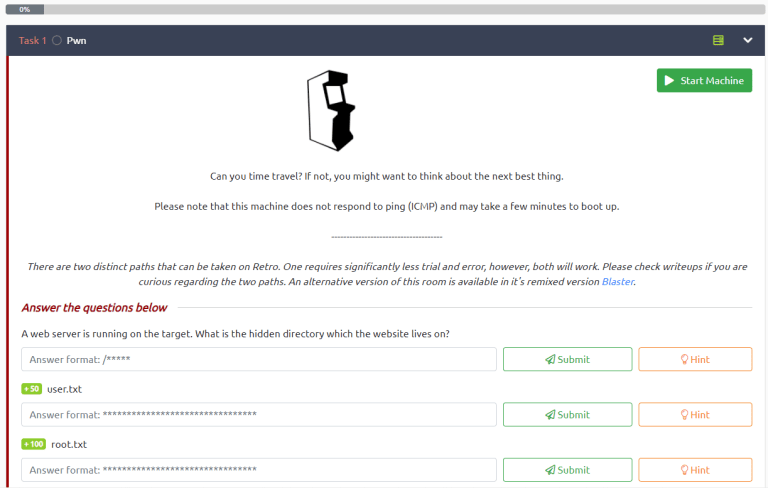 0%
Task 1 Pwn
Start Machine
Can you time travel? If not, you might want to think about the next best thing.
Please note that this machine does not respond to ping (ICMP) and may take a few minutes to boot up.
-------------------------------------
There are two distinct paths that can be taken on Retro. One requires significantly less trial and error, however, both will work. Please check writeups if you are
curious regarding the two paths. An alternative version of this room is available in it's remixed version Blaster.
Answer the questions below
A web server is running on the target. What is the hidden directory which the website lives on?
Answer format: /***** Submit Hint
+ 50 user.txt
Answer format: ******************************** Submit Hint
+ 100 root.txt
Answer format: ******************************** Submit Hint